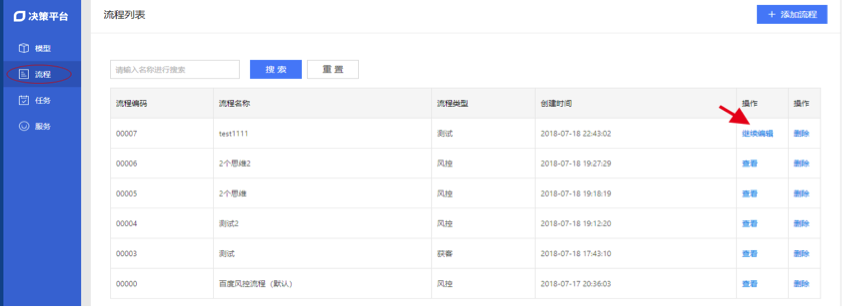 决策平台
流程列表
+ 添加流程
模型
流程
任务
服务
请输入名称进行搜索
搜 索
重 置
流程编码 流程名称 流程类型 创建时间 操作 操作
00007 test1111 测试 2018-07-18 22:43:02 继续编辑 删除
00006 2个思维2 风控 2018-07-18 19:27:29 查看 删除
00005 2个思维 风控 2018-07-18 19:18:19 查看 删除
00004 测试2 风控 2018-07-18 19:12:20 查看 删除
00003 测试 获客 2018-07-18 17:43:10 查看 删除
00000 百度风控流程（默认） 风控 2018-07-17 20:36:03 查看 删除